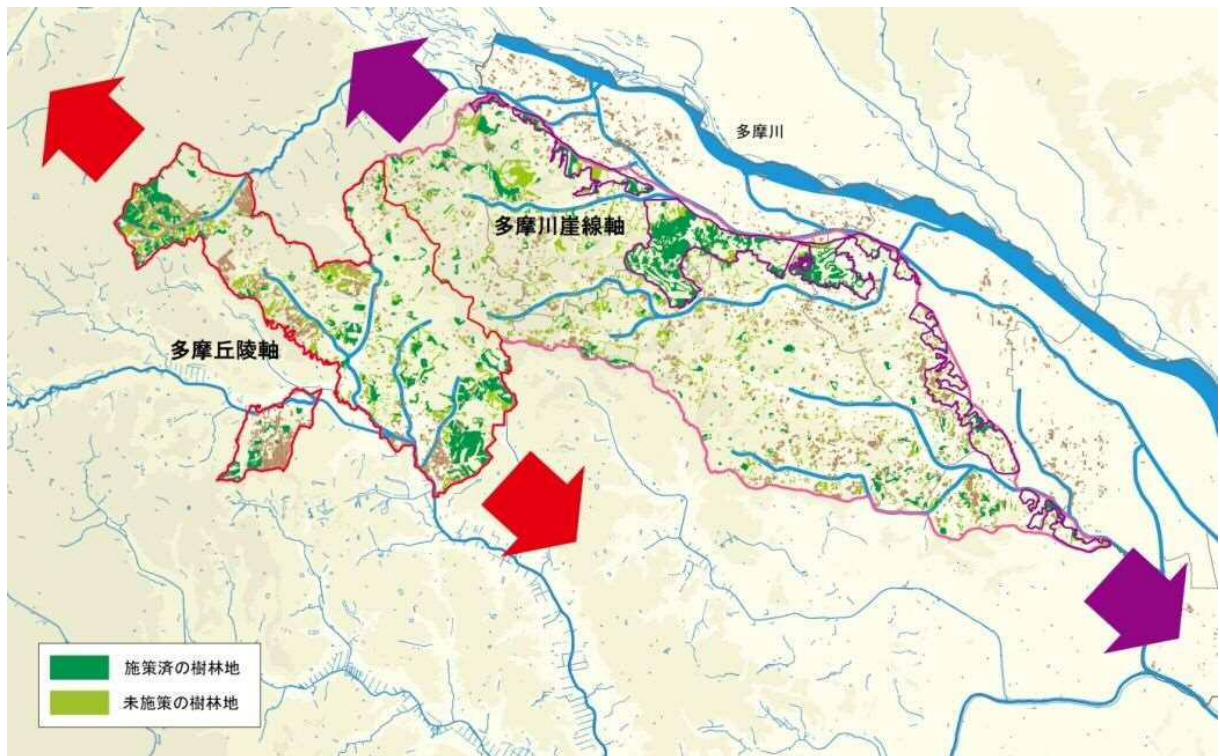 多摩川
多摩川崖線軸
多摩丘陵軸
施策済の樹林地
未施策の樹林地